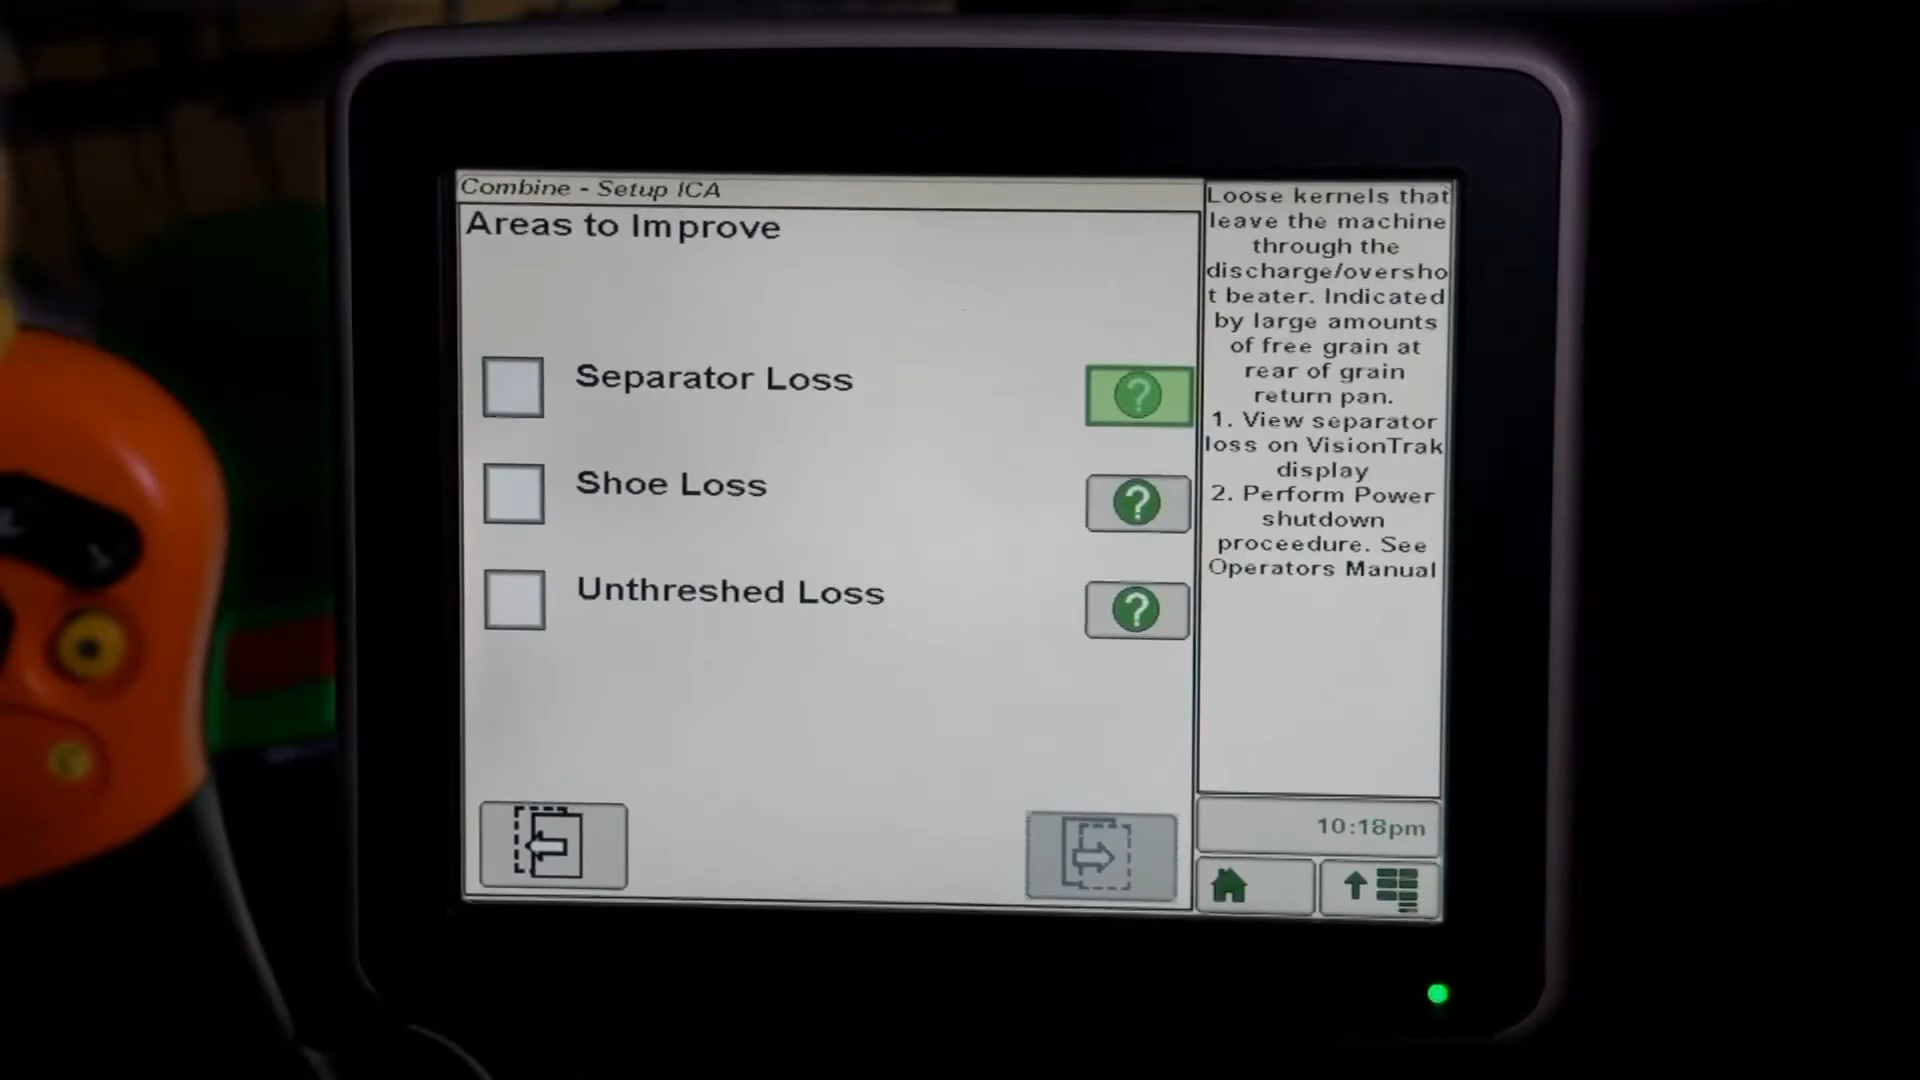 Combine - Setup ICA
Areas to Improve
Separator Loss
?
Shoe Loss
?
Unthreshed Loss
?
Loose kernels that
leave the machine
through the
discharge/oversho
t beater. Indicated
by large amounts
of free grain at
rear of grain
return pan.
1. View separator
loss on VisionTrak
display
2. Perform Power
shutdown
proceedure. See
Operators Manual
10:18pm